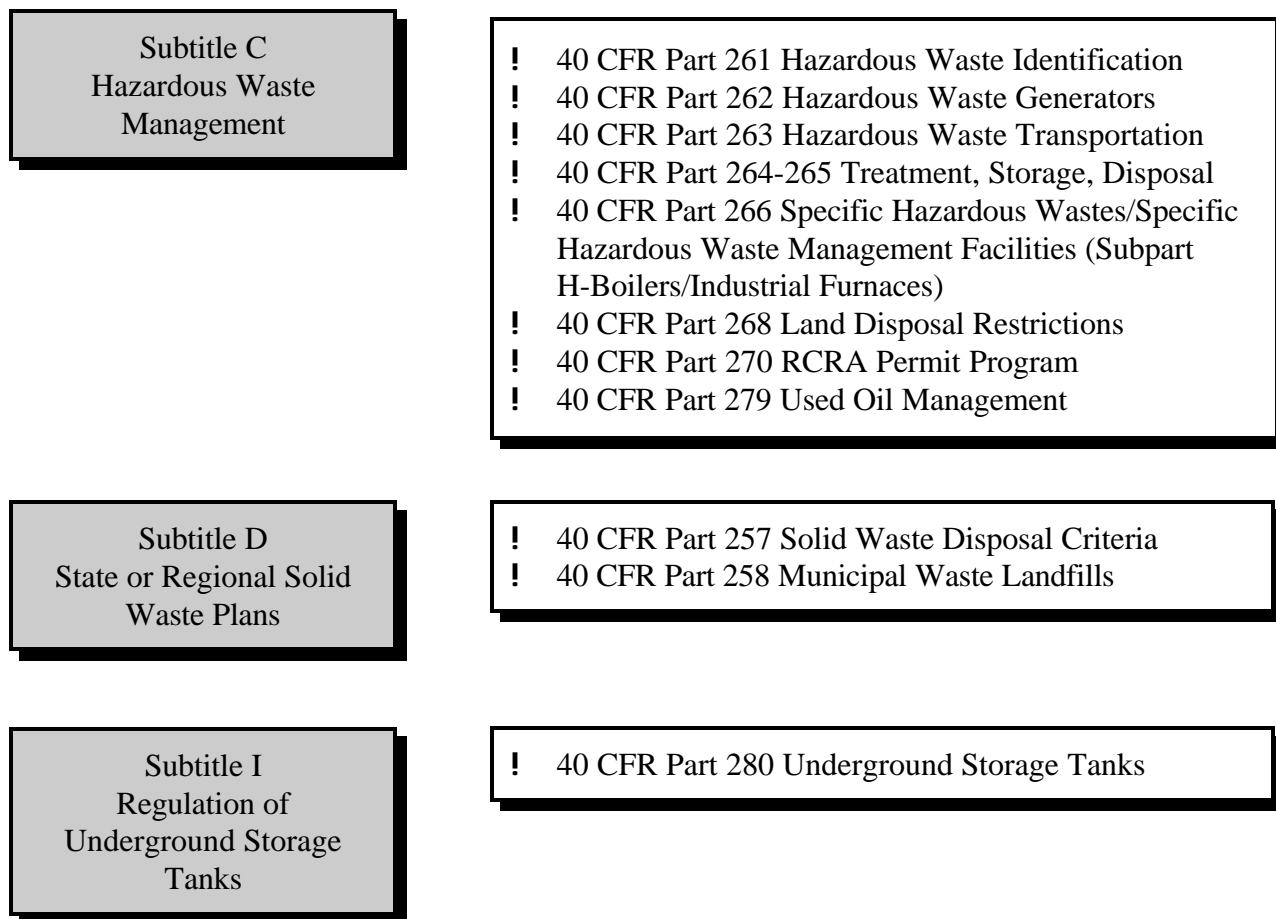 Subtitle C
Hazardous Waste
Management
! 40 CFR Part 261 Hazardous Waste Identification
! 40 CFR Part 262 Hazardous Waste Generators
! 40 CFR Part 263 Hazardous Waste Transportation
! 40 CFR Part 264-265 Treatment, Storage, Disposal
! 40 CFR Part 266 Specific Hazardous Wastes/Specific
Hazardous Waste Management Facilities (Subpart
H-Boilers/Industrial Furnaces)
! 40 CFR Part 268 Land Disposal Restrictions
! 40 CFR Part 270 RCRA Permit Program
! 40 CFR Part 279 Used Oil Management
Subtitle D
State or Regional Solid
Waste Plans
! 40 CFR Part 257 Solid Waste Disposal Criteria
! 40 CFR Part 258 Municipal Waste Landfills
Subtitle I
Regulation of
Underground Storage
Tanks
! 40 CFR Part 280 Underground Storage Tanks